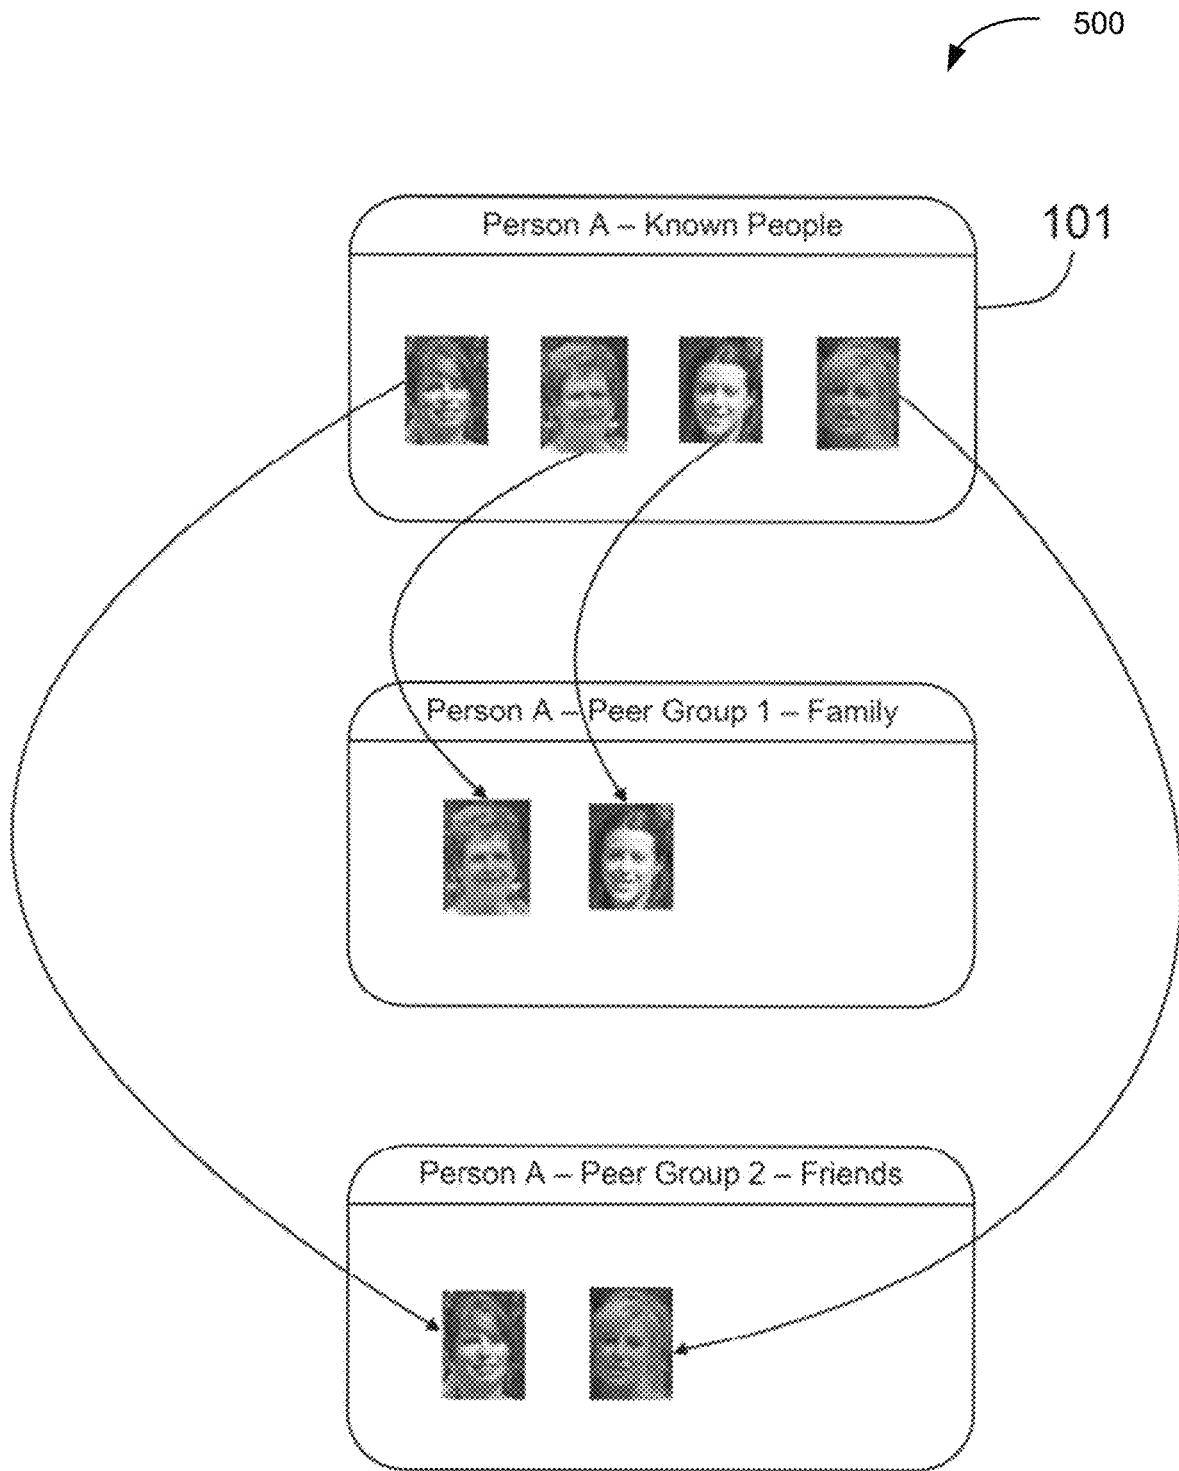 500
Person A – Known People
101
Person A – Peer Group 1 – Family
Person A – Peer Group 2 – Friends